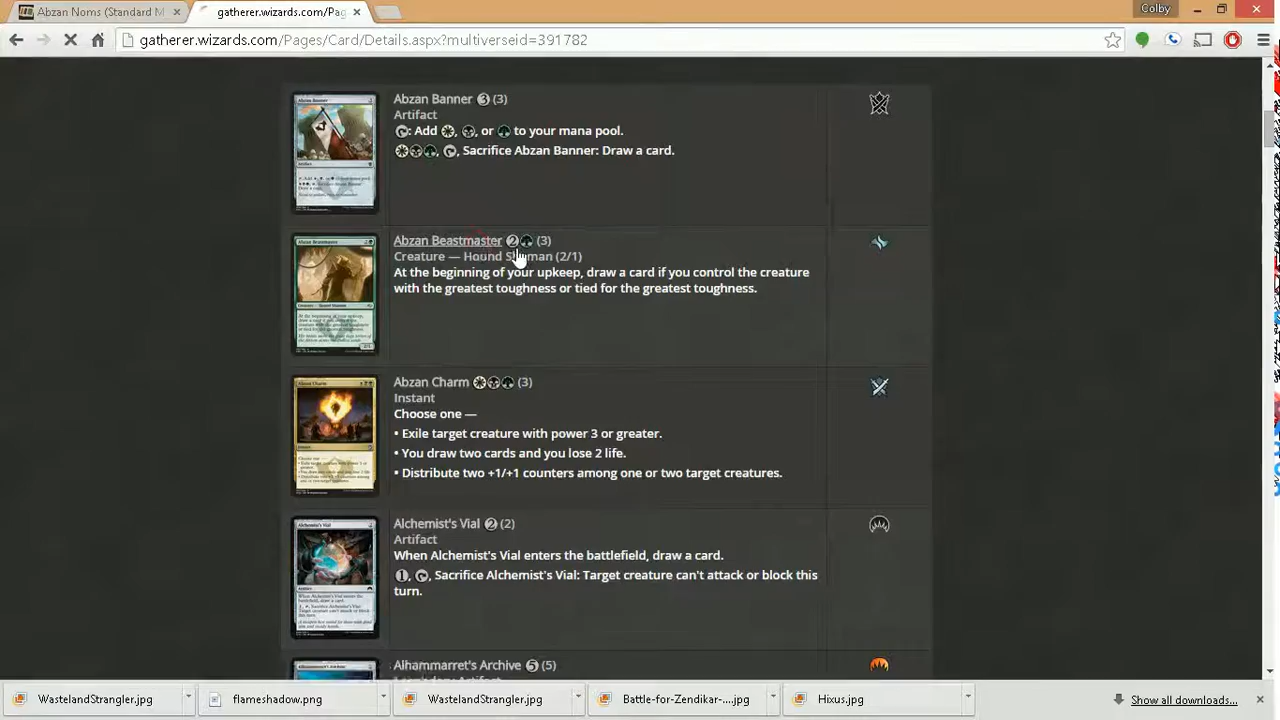 Abzan Noms (Standard M
gatherer.wizards.com/Pag
Colby
gatherer.wizards.com/Pages/Card/Details.aspx?multiverseid=391782
Abzan Banner 3 (3)
Artifact
: Add , , or to your mana pool.
, , Sacrifice Abzan Banner: Draw a card.
Abzan Beastmaster 2 (3)
Creature — Hound Shaman (2/1)
At the beginning of your upkeep, draw a card if you control the creature
with the greatest toughness or tied for the greatest toughness.
Abzan Charm (3)
Instant
Choose one —
• Exile target creature with power 3 or greater.
• You draw two cards and you lose 2 life.
• Distribute two +1/+1 counters among one or two target creatures.
Alchemist's Vial 2 (2)
Artifact
When Alchemist's Vial enters the battlefield, draw a card.
1, , Sacrifice Alchemist's Vial: Target creature can't attack or block this
turn.
Alhammarret's Archive 5 (5)
WastelandStrangler.jpg
flameshadow.png
WastelandStrangler.jpg
Battle-for-Zendikar-....jpg
Hixus.jpg
Show all downloads...